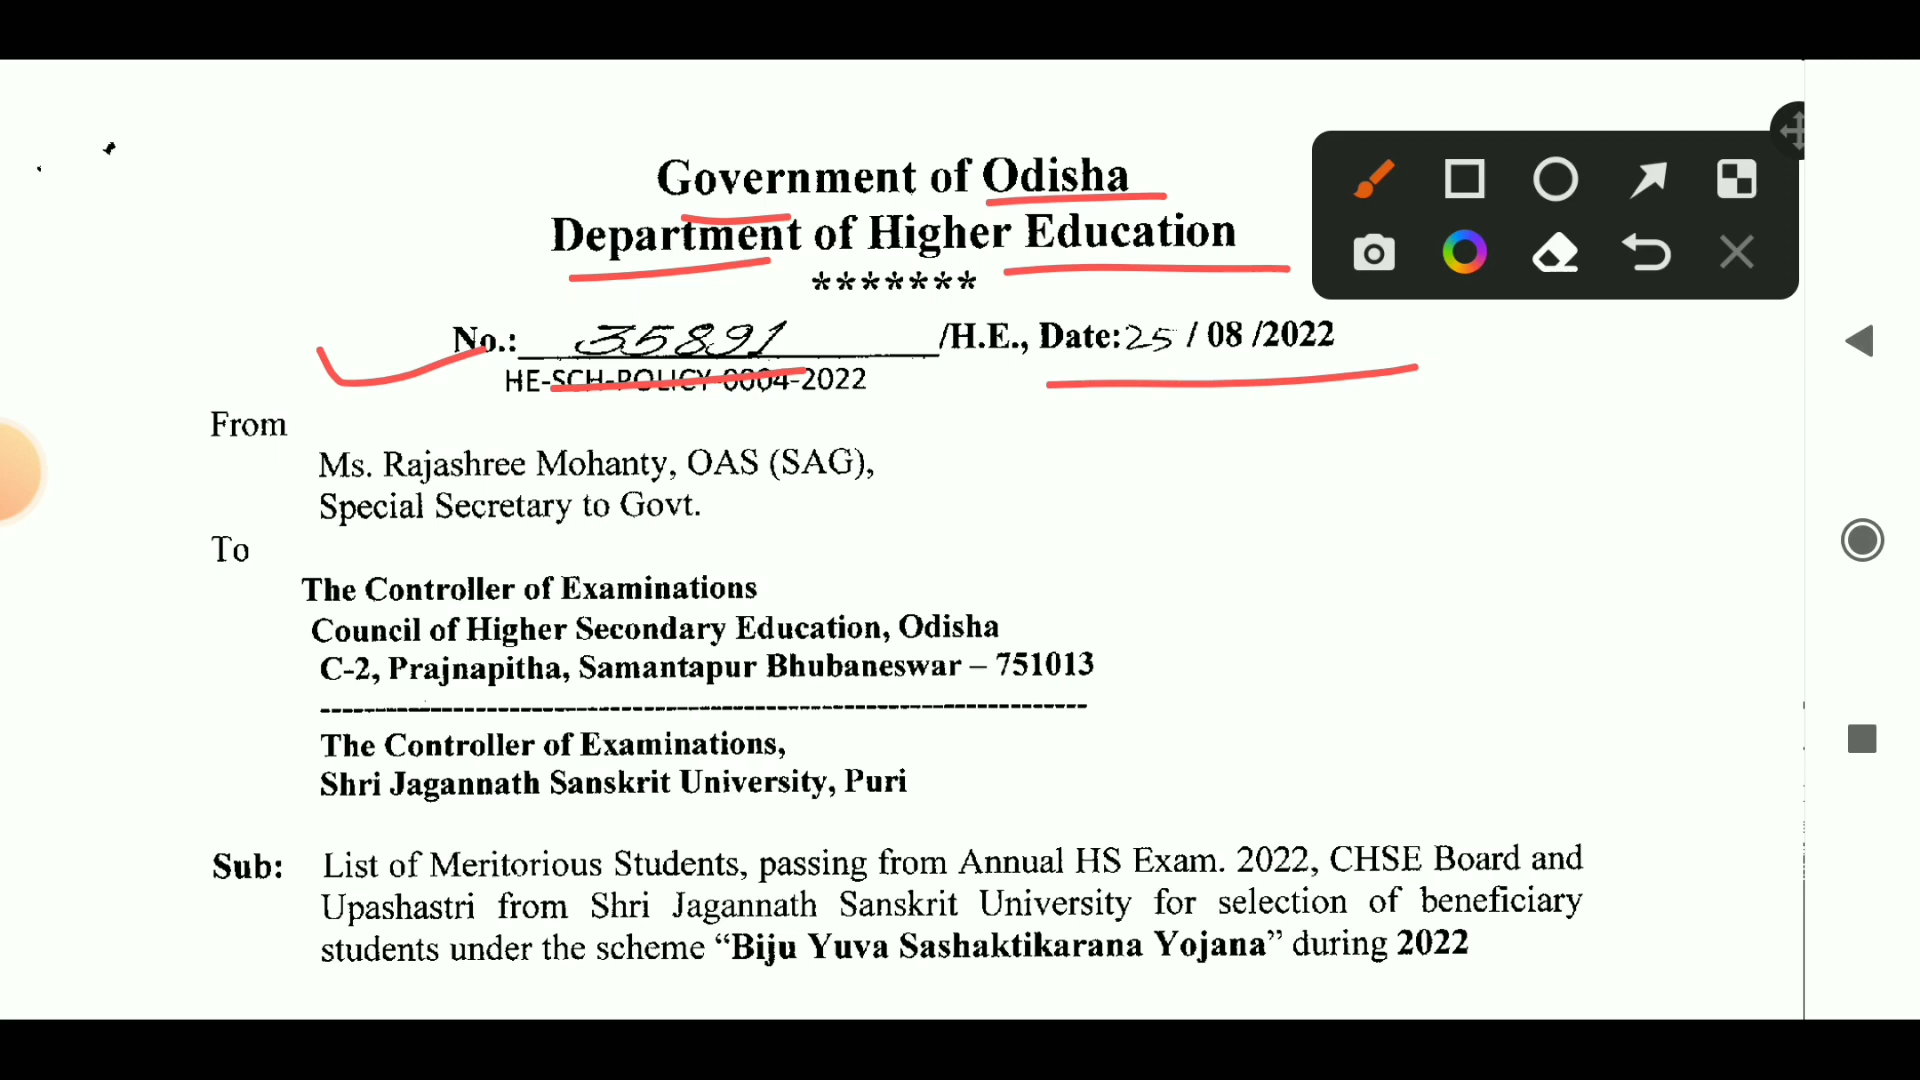 Government of Odisha
Department of Higher Education
*******
No.: 35891 /H.E., Date:25 / 08 /2022
HE-SCH-POLICY-0004-2022
From
Ms. Rajashree Mohanty, OAS (SAG),
Special Secretary to Govt.
To
The Controller of Examinations
Council of Higher Secondary Education, Odisha
C-2, Prajnapitha, Samantapur Bhubaneswar – 751013
The Controller of Examinations,
Shri Jagannath Sanskrit University, Puri
Sub: List of Meritorious Students, passing from Annual HS Exam. 2022, CHSE Board and
Upashastri from Shri Jagannath Sanskrit University for selection of beneficiary
students under the scheme “Biju Yuva Sashaktikarana Yojana” during 2022